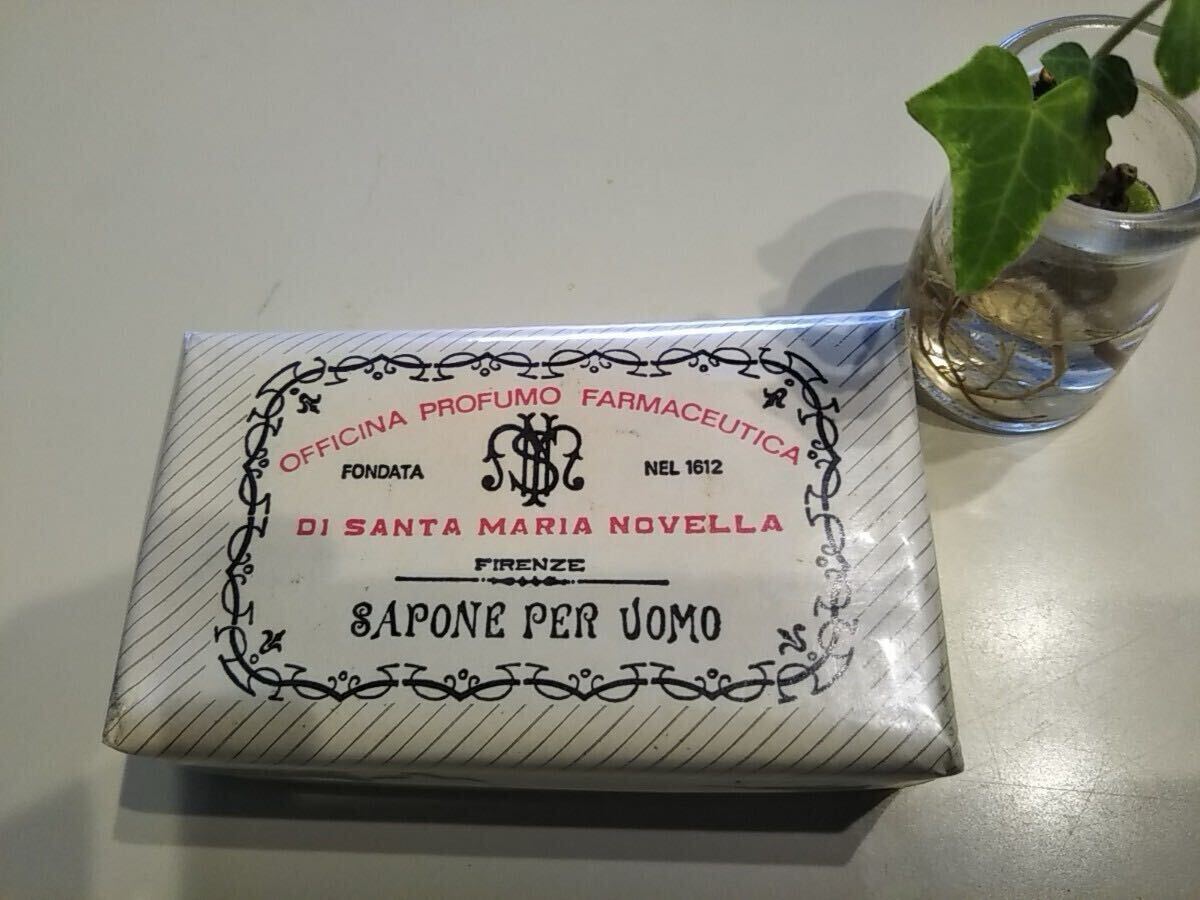 OFFICINA PROFUMO FARMACEUTICA
FONDATA NEL 1612
DI SANTA MARIA NOVELLA
FIRENZE
SAPONE PER UOMO